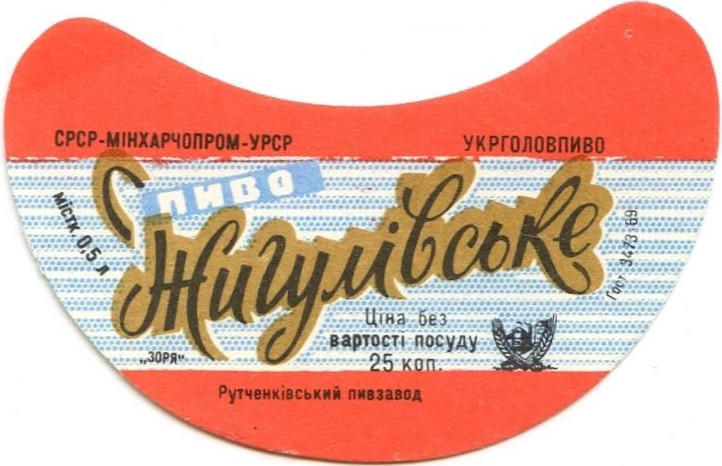 СРСР-МІНХАРЧОПРОМ-УРСР
УКРГОЛОВПИВО
ПИВО
Жигулівське
МІСТК 0,5 л
Гост 3473-69
Ціна без
вартості посуду
25 коп.
„ЗОРЯ“
Рутченківський пивзавод